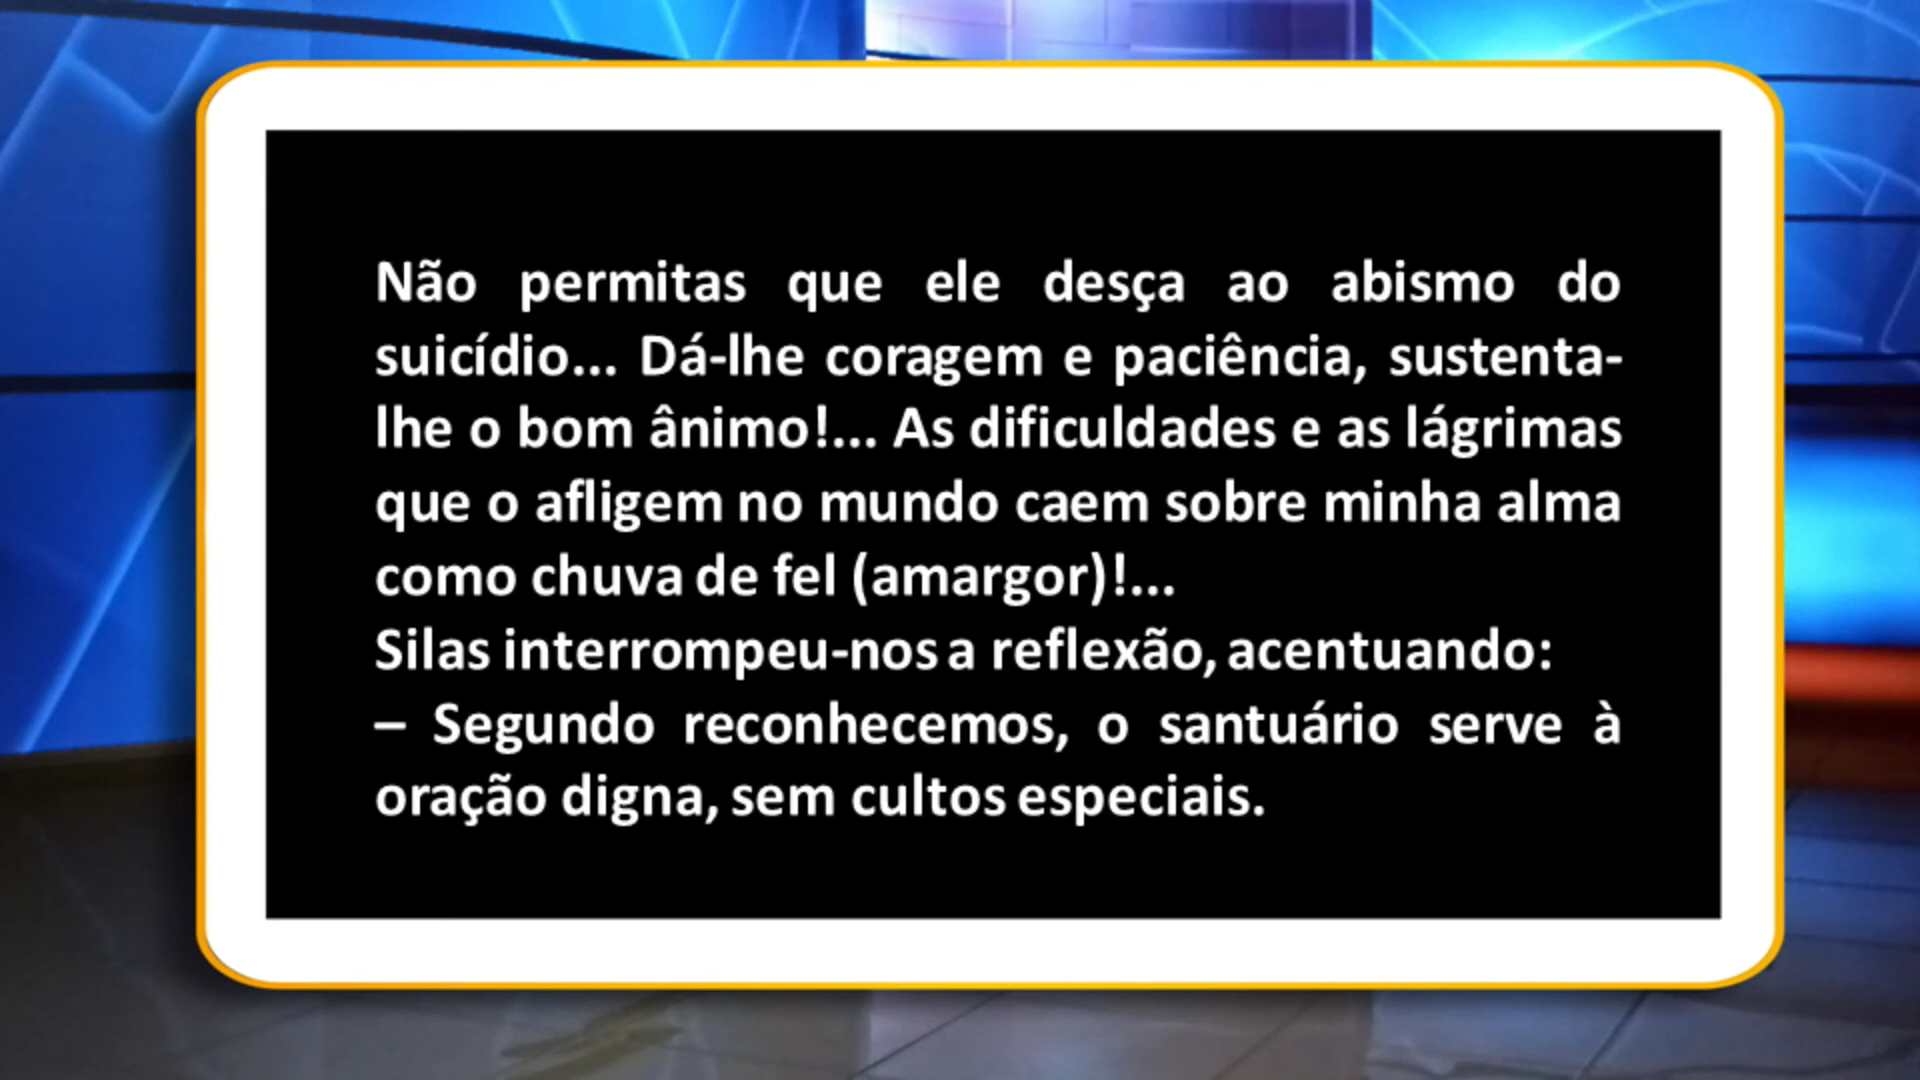 Não permitas que ele desça ao abismo do
suicídio... Dá-lhe coragem e paciência, sustenta-
lhe o bom ânimo!... As dificuldades e as lágrimas
que o afligem no mundo caem sobre minha alma
como chuva de fel (amargor)!...
Silas interrompeu-nos a reflexão, acentuando:
– Segundo reconhecemos, o santuário serve à
oração digna, sem cultos especiais.